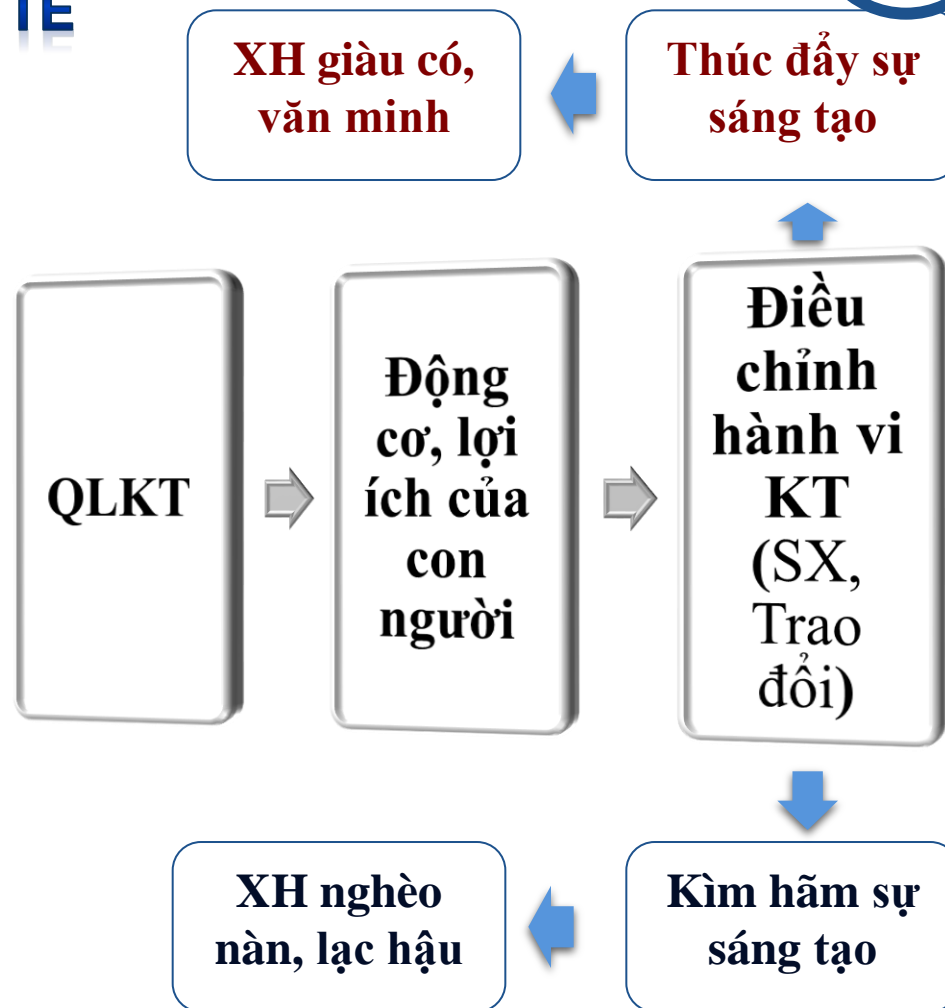 XH giàu có,
văn minh
Thúc đẩy sự
sáng tạo
QLKT
Động
cơ, lợi
ích của
con
người
Điều
chỉnh
hành vi
KT
(SX,
Trao
đổi)
XH nghèo
nàn, lạc hậu
Kìm hãm sự
sáng tạo